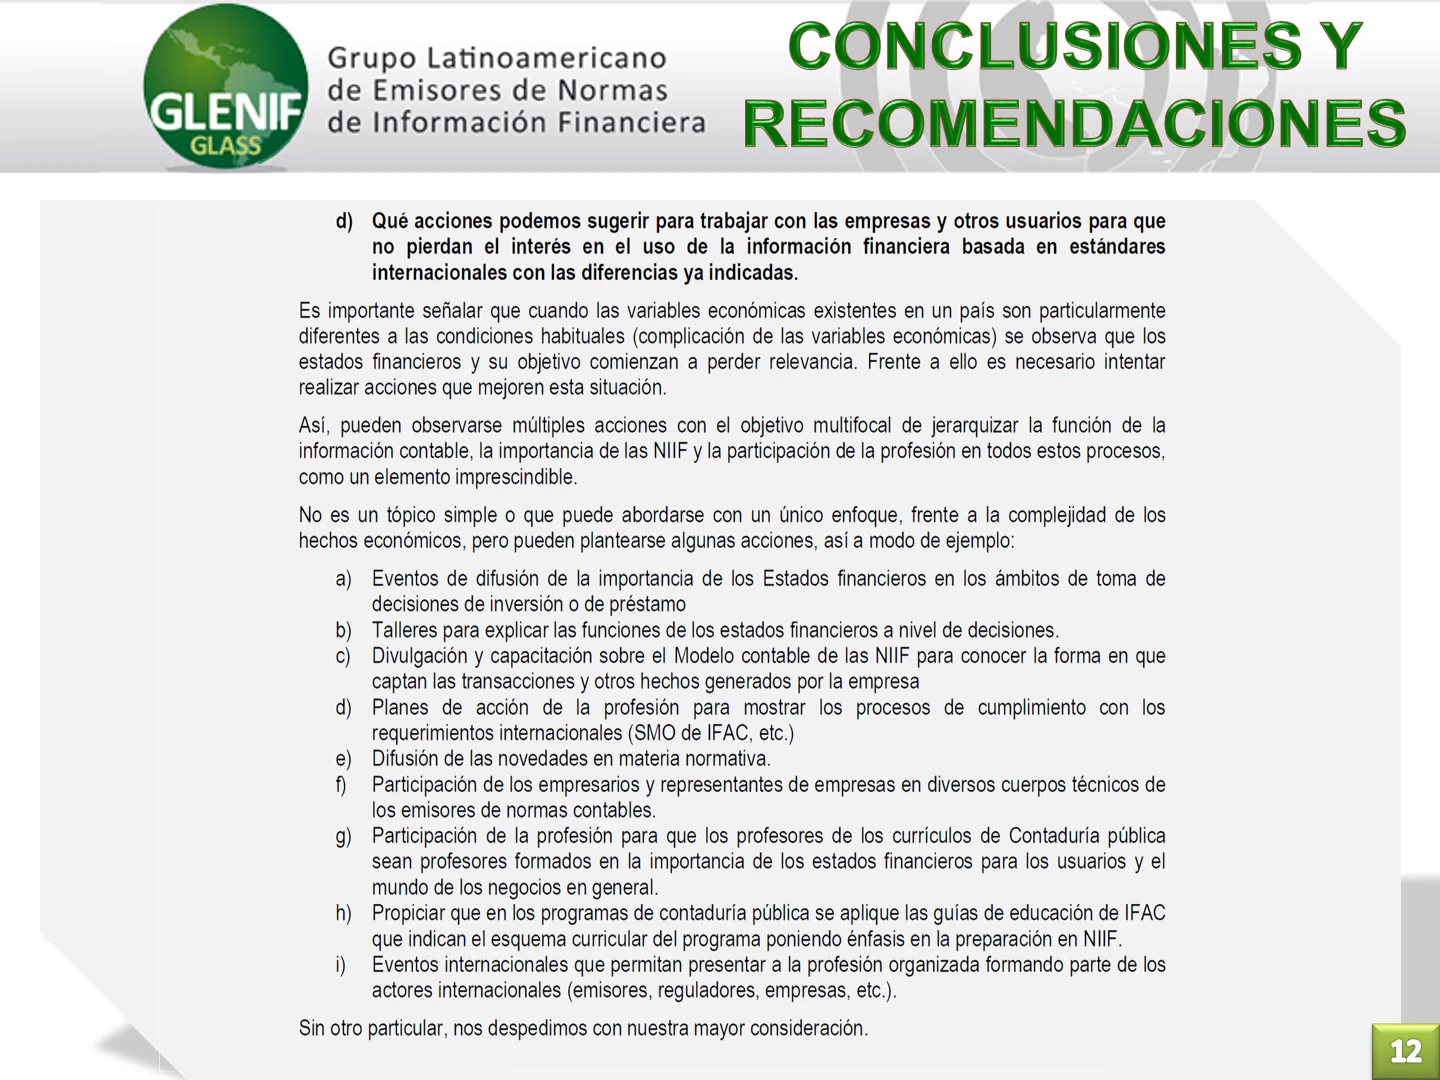 GLENIF
GLASS
Grupo Latinoamericano
de Emisores de Normas
de Información Financiera
CONCLUSIONES Y
RECOMENDACIONES
d) Qué acciones podemos sugerir para trabajar con las empresas y otros usuarios para que
no pierdan el interés en el uso de la información financiera basada en estándares
internacionales con las diferencias ya indicadas.
Es importante señalar que cuando las variables económicas existentes en un país son particularmente
diferentes a las condiciones habituales (complicación de las variables económicas) se observa que los
estados financieros y su objetivo comienzan a perder relevancia. Frente a ello es necesario intentar
realizar acciones que mejoren esta situación.
Así, pueden observarse múltiples acciones con el objetivo multifocal de jerarquizar la función de la
información contable, la importancia de las NIIF y la participación de la profesión en todos estos procesos,
como un elemento imprescindible.
No es un tópico simple o que puede abordarse con un único enfoque, frente a la complejidad de los
hechos económicos, pero pueden plantearse algunas acciones, así a modo de ejemplo:
a) Eventos de difusión de la importancia de los Estados financieros en los ámbitos de toma de
decisiones de inversión o de préstamo
b) Talleres para explicar las funciones de los estados financieros a nivel de decisiones.
c) Divulgación y capacitación sobre el Modelo contable de las NIIF para conocer la forma en que
captan las transacciones y otros hechos generados por la empresa
d) Planes de acción de la profesión para mostrar los procesos de cumplimiento con los
requerimientos internacionales (SMO de IFAC, etc.)
e) Difusión de las novedades en materia normativa.
f) Participación de los empresarios y representantes de empresas en diversos cuerpos técnicos de
los emisores de normas contables.
g) Participación de la profesión para que los profesores de los currículos de Contaduría pública
sean profesores formados en la importancia de los estados financieros para los usuarios y el
mundo de los negocios en general.
h) Propiciar que en los programas de contaduría pública se aplique las guías de educación de IFAC
que indican el esquema curricular del programa poniendo énfasis en la preparación en NIIF.
i) Eventos internacionales que permitan presentar a la profesión organizada formando parte de los
actores internacionales (emisores, reguladores, empresas, etc.).
Sin otro particular, nos despedimos con nuestra mayor consideración.
12